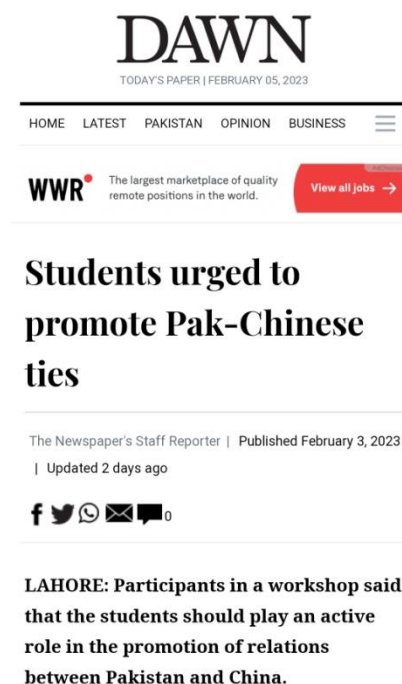 DAWN
TODAY'S PAPER | FEBRUARY 05, 2023
HOME LATEST PAKISTAN OPINION BUSINESS
WWR
The largest marketplace of quality
remote positions in the world.
View all jobs →
Students urged to
promote Pak-Chinese
ties
The Newspaper's Staff Reporter | Published February 3, 2023
| Updated 2 days ago
0
LAHORE: Participants in a workshop said
that the students should play an active
role in the promotion of relations
between Pakistan and China.